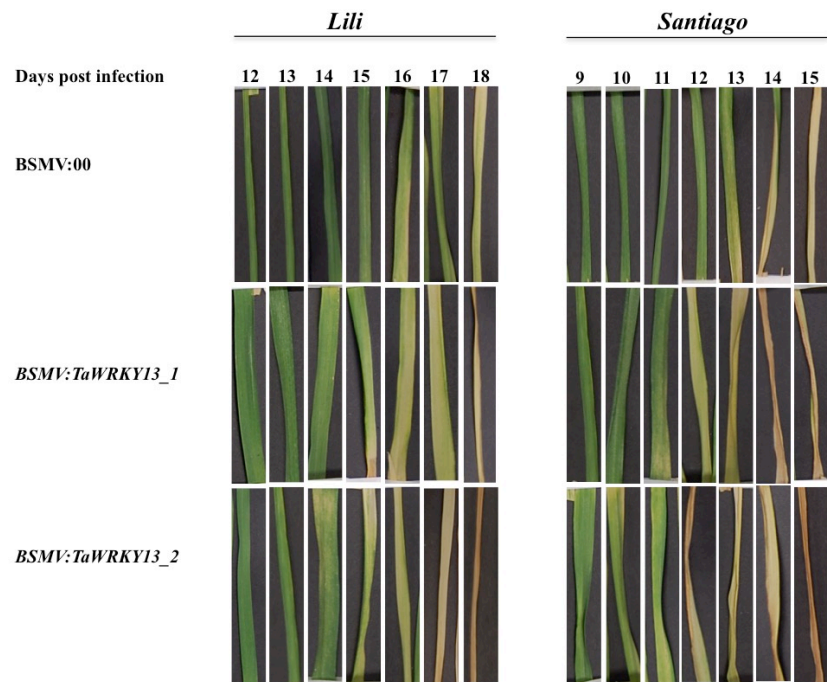 Lili Santiago
Days post infection 12 13 14 15 16 17 18 9 10 11 12 13 14 15
BSMV:00
BSMV:TaWRKY13_1
BSMV:TaWRKY13_2